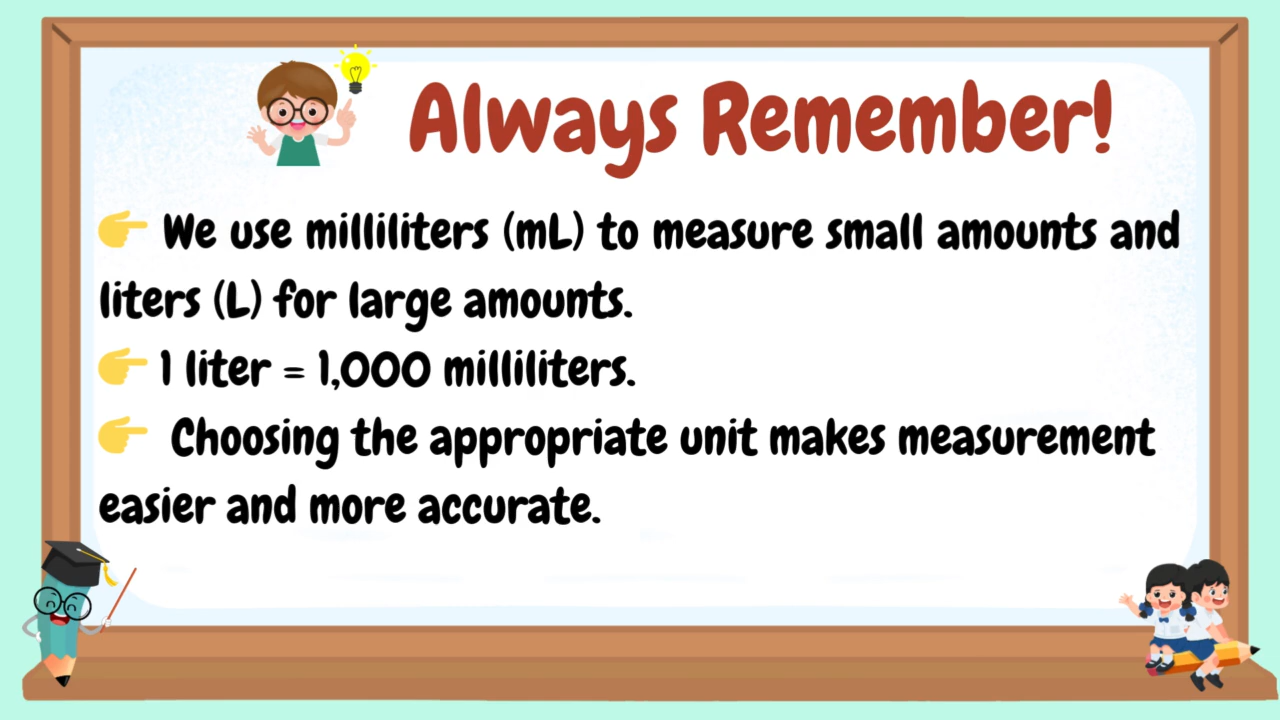 Always Remember!
👉 We use milliliters (mL) to measure small amounts and
liters (L) for large amounts.
👉 1 liter = 1,000 milliliters.
👉 Choosing the appropriate unit makes measurement
easier and more accurate.